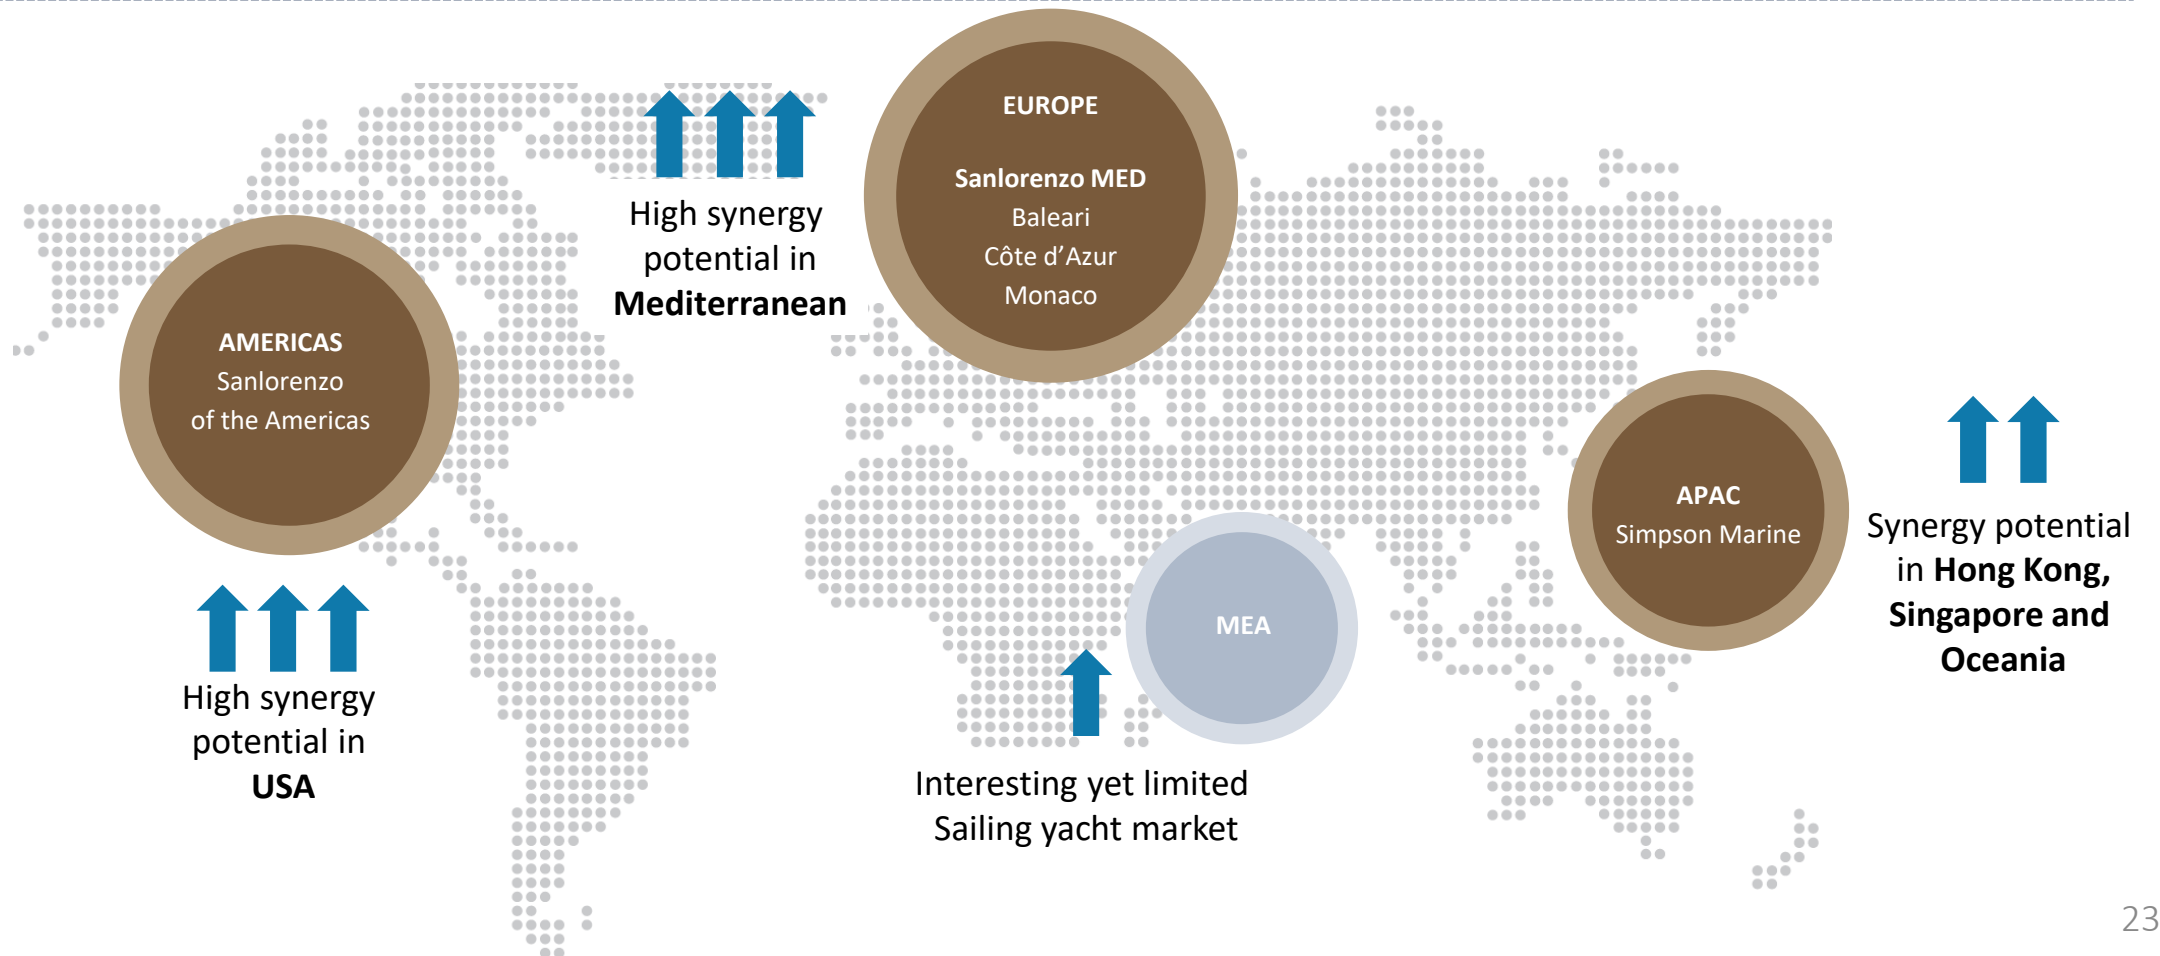 EUROPE
Sanlorenzo MED
Baleari
Côte d’Azur
Monaco
High synergy
potential in
Mediterranean
AMERICAS
Sanlorenzo
of the Americas
High synergy
potential in
USA
APAC
Simpson Marine
Synergy potential
in Hong Kong,
Singapore and
Oceania
MEA
Interesting yet limited
Sailing yacht market
23